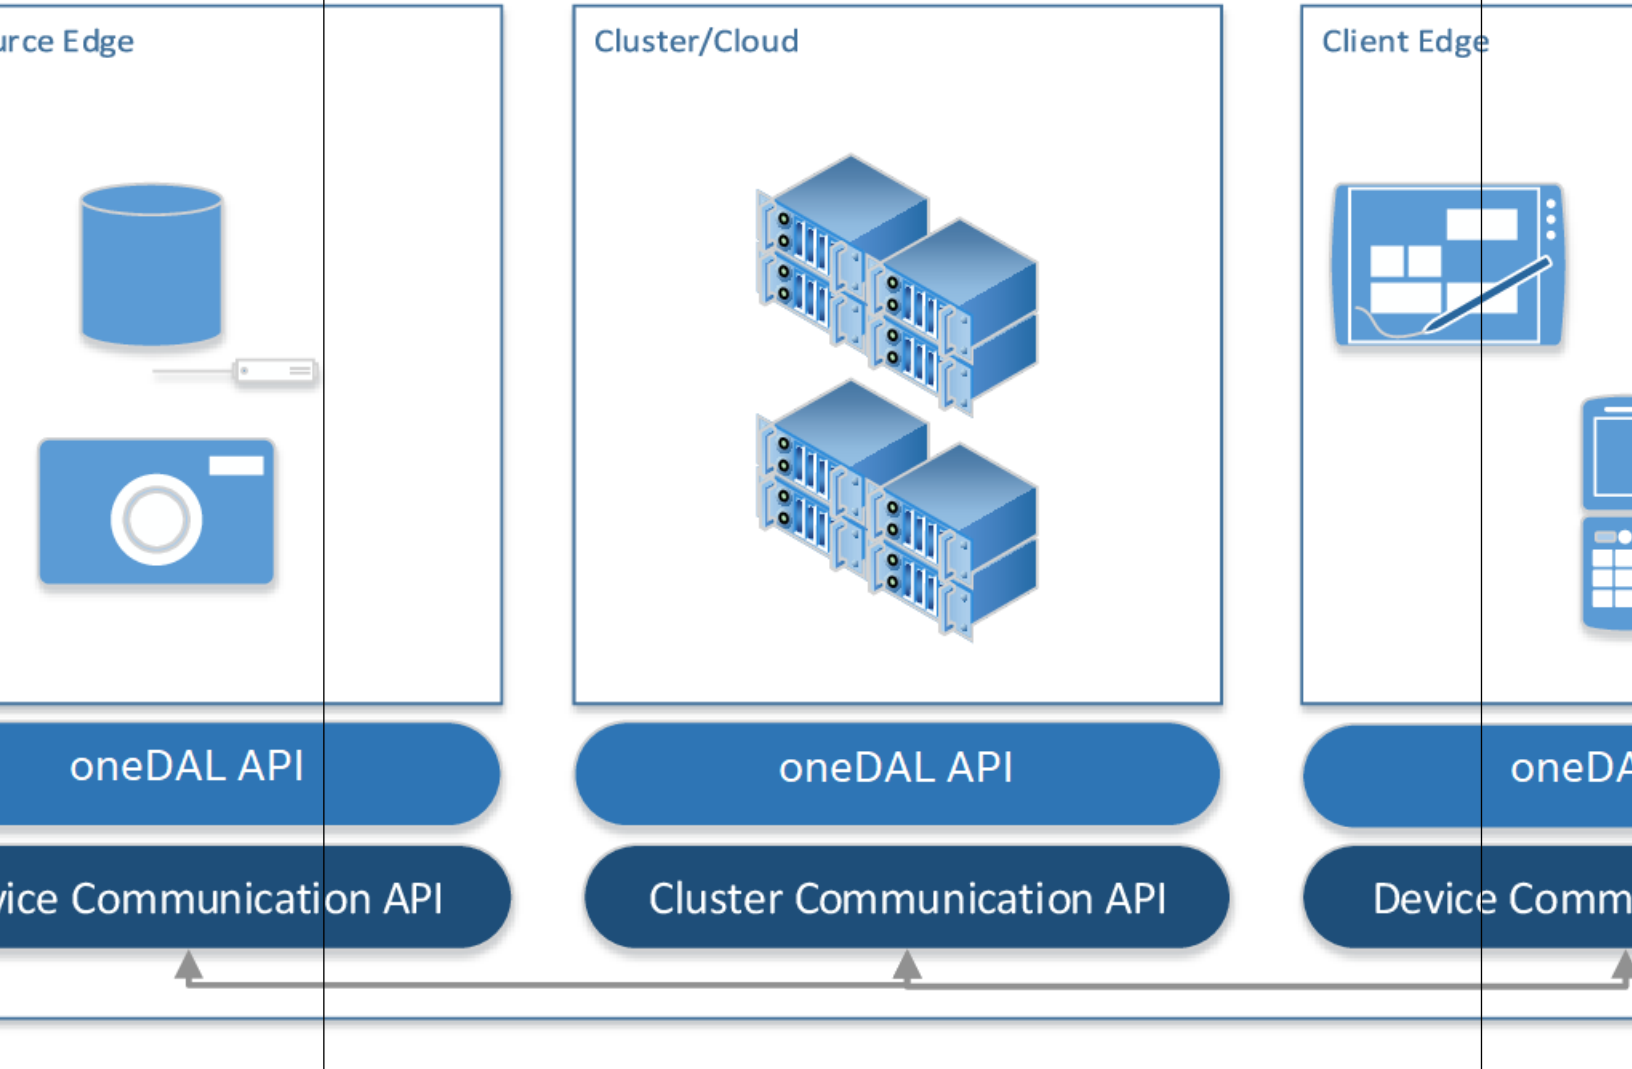 urce Edge
Cluster/Cloud
Client Edge
oneDAL API
oneDAL API
oneDA
vice Communication API
Cluster Communication API
Device Comm